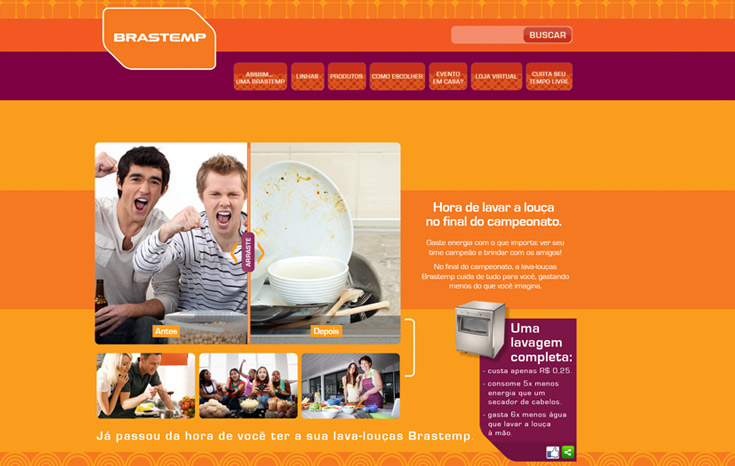 BRASTEMP
BUSCAR
ASSIIIM...
UMA BRASTEMP
LINHAS
PRODUTOS
COMO ESCOLHER
EVENTO
EM CASA?
LOJA VIRTUAL
CURTA SEU
TEMPO LIVRE
ARRASTE
Antes
Depois
Hora de lavar a louça
no final do campeonato.
Gaste energia com o que importa: ver seu
time campeão e brindar com os amigos!
No final do campeonato, a lava-louças
Brastemp cuida de tudo para você, gastando
menos do que você imagina.
Uma
lavagem
completa:
- custa apenas R$ 0,25.
- consome 5x menos
energia que um
secador de cabelos.
- gasta 6x menos água
que lavar a louça
à mão.
Já passou da hora de você ter a sua lava-louças Brastemp.